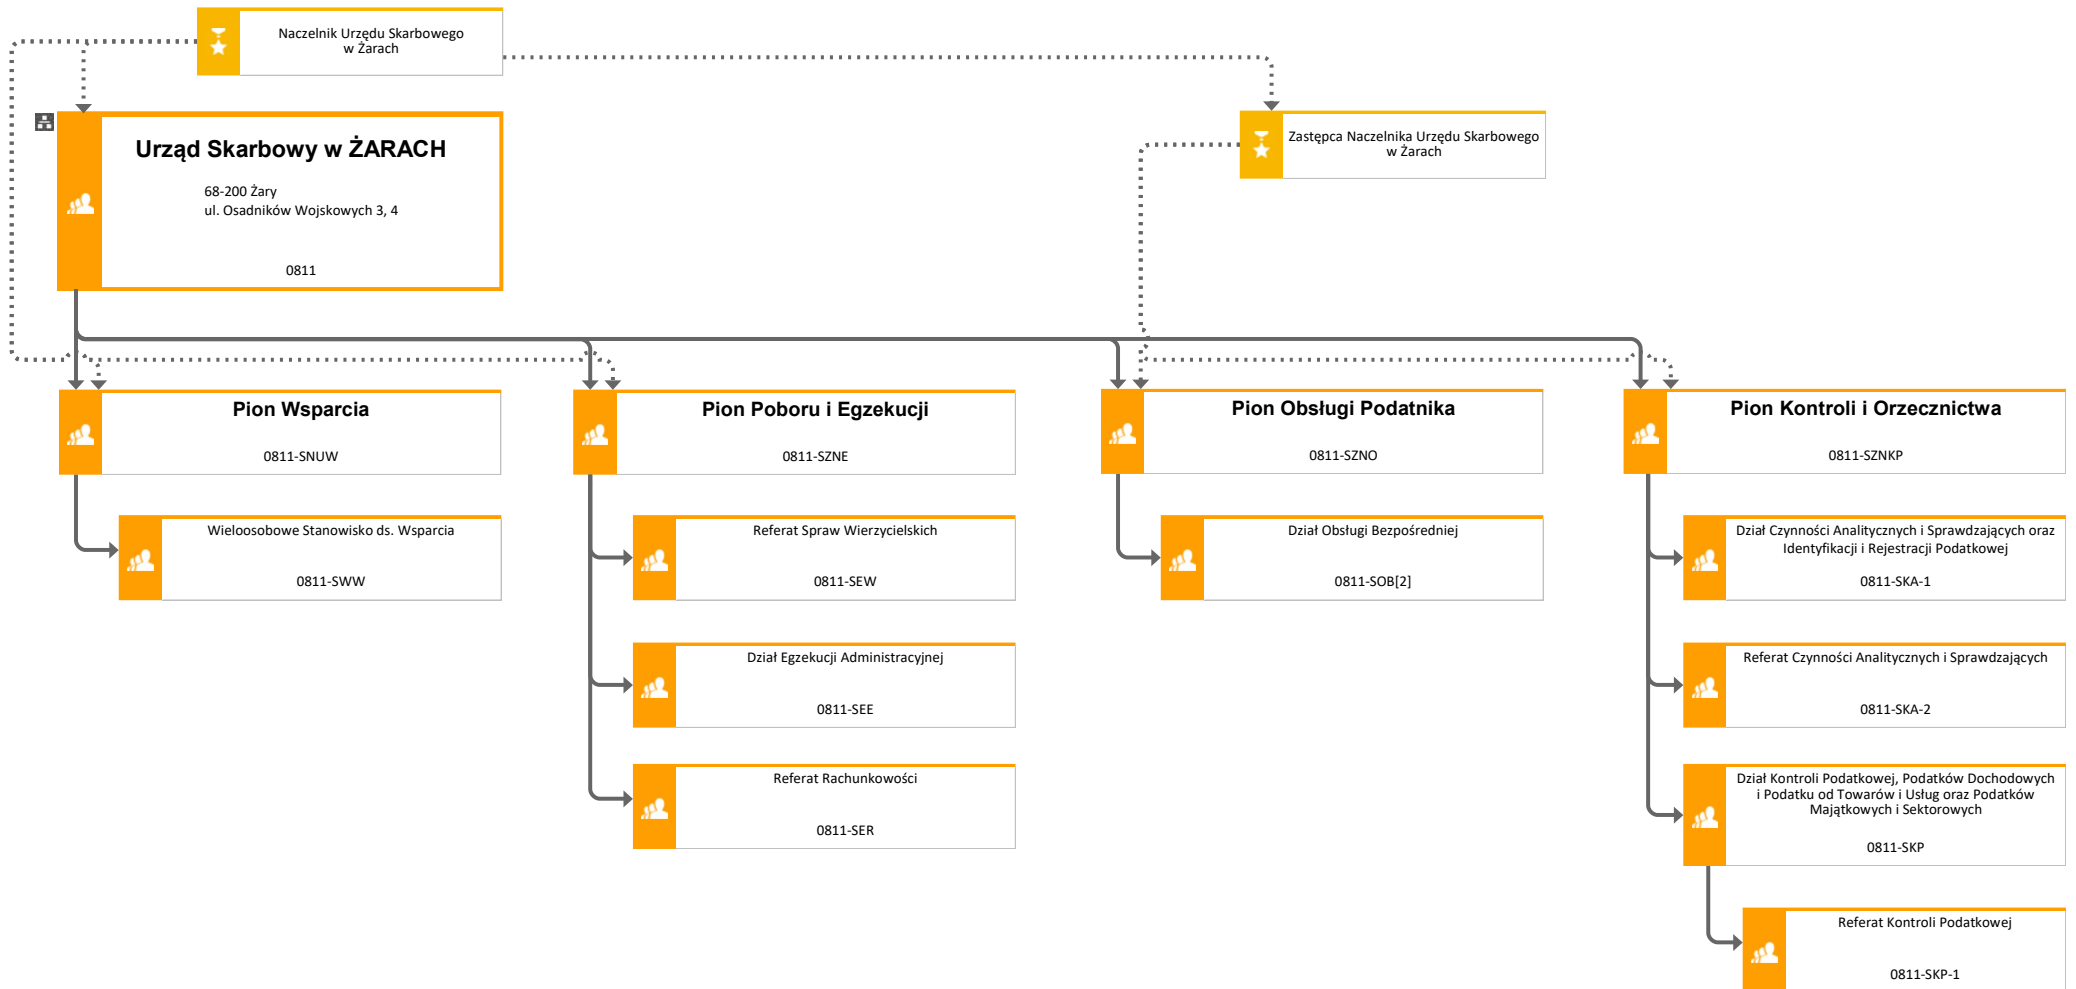 Naczelnik Urzędu Skarbowego
w Żarach
Urząd Skarbowy w ŻARACH
68-200 Żary
ul. Osadników Wojskowych 3, 4
0811
Zastępca Naczelnika Urzędu Skarbowego
w Żarach
Pion Wsparcia
0811-SNUW
Wieloosobowe Stanowisko ds. Wsparcia
0811-SWW
Pion Poboru i Egzekucji
0811-SZNE
Referat Spraw Wierzycielskich
0811-SEW
Dział Egzekucji Administracyjnej
0811-SEE
Referat Rachunkowości
0811-SER
Pion Obsługi Podatnika
0811-SZNO
Dział Obsługi Bezpośredniej
0811-SOB[2]
Pion Kontroli i Orzecznictwa
0811-SZNKP
Dział Czynności Analitycznych i Sprawdzających oraz
Identyfikacji i Rejestracji Podatkowej
0811-SKA-1
Referat Czynności Analitycznych i Sprawdzających
0811-SKA-2
Dział Kontroli Podatkowej, Podatków Dochodowych
i Podatku od Towarów i Usług oraz Podatków
Majątkowych i Sektorowych
0811-SKP
Referat Kontroli Podatkowej
0811-SKP-1